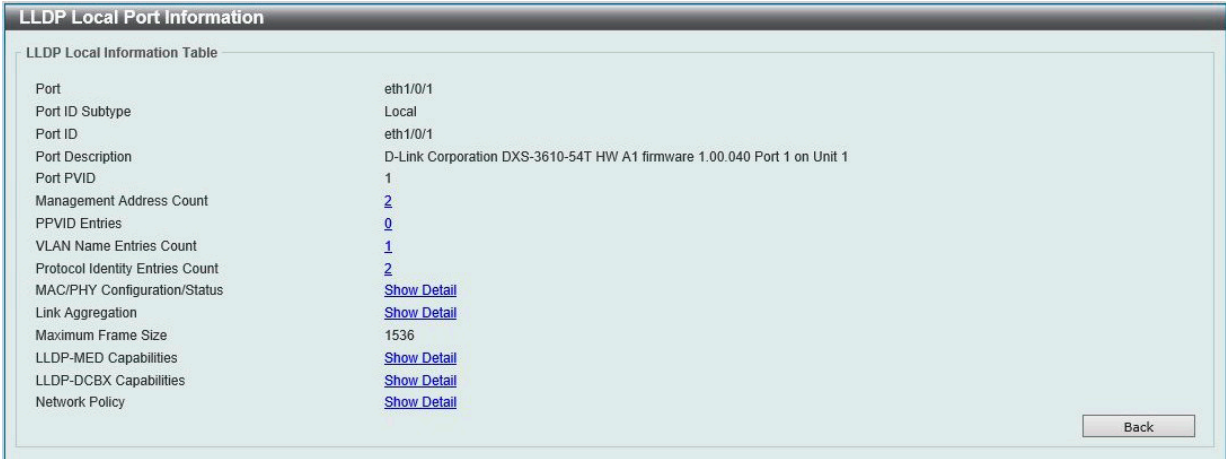 LLDP Local Port Information
LLDP Local Information Table
Port eth1/0/1
Port ID Subtype Local
Port ID eth1/0/1
Port Description D-Link Corporation DXS-3610-54T HW A1 firmware 1.00.040 Port 1 on Unit 1
Port PVID 1
Management Address Count 2
PPVID Entries 0
VLAN Name Entries Count 1
Protocol Identity Entries Count 2
MAC/PHY Configuration/Status Show Detail
Link Aggregation Show Detail
Maximum Frame Size 1536
LLDP-MED Capabilities Show Detail
LLDP-DCBX Capabilities Show Detail
Network Policy Show Detail
Back